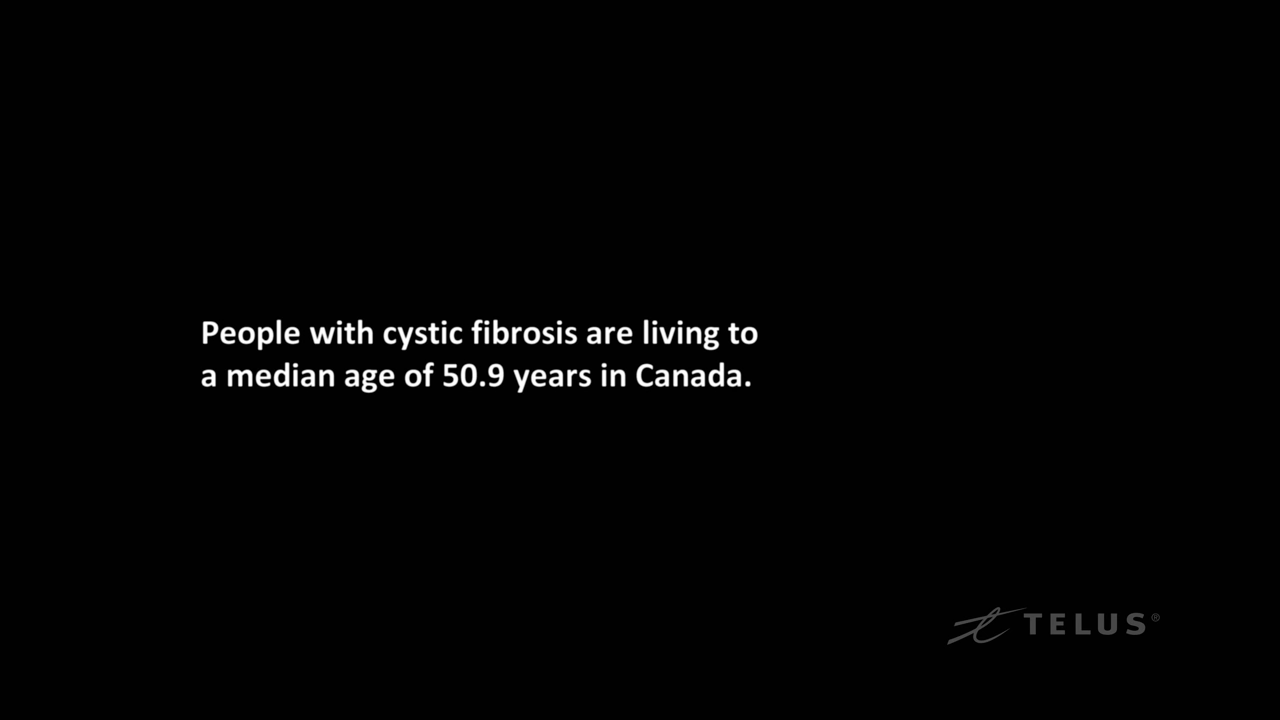 People with cystic fibrosis are living to
a median age of 50.9 years in Canada.
TELUS®